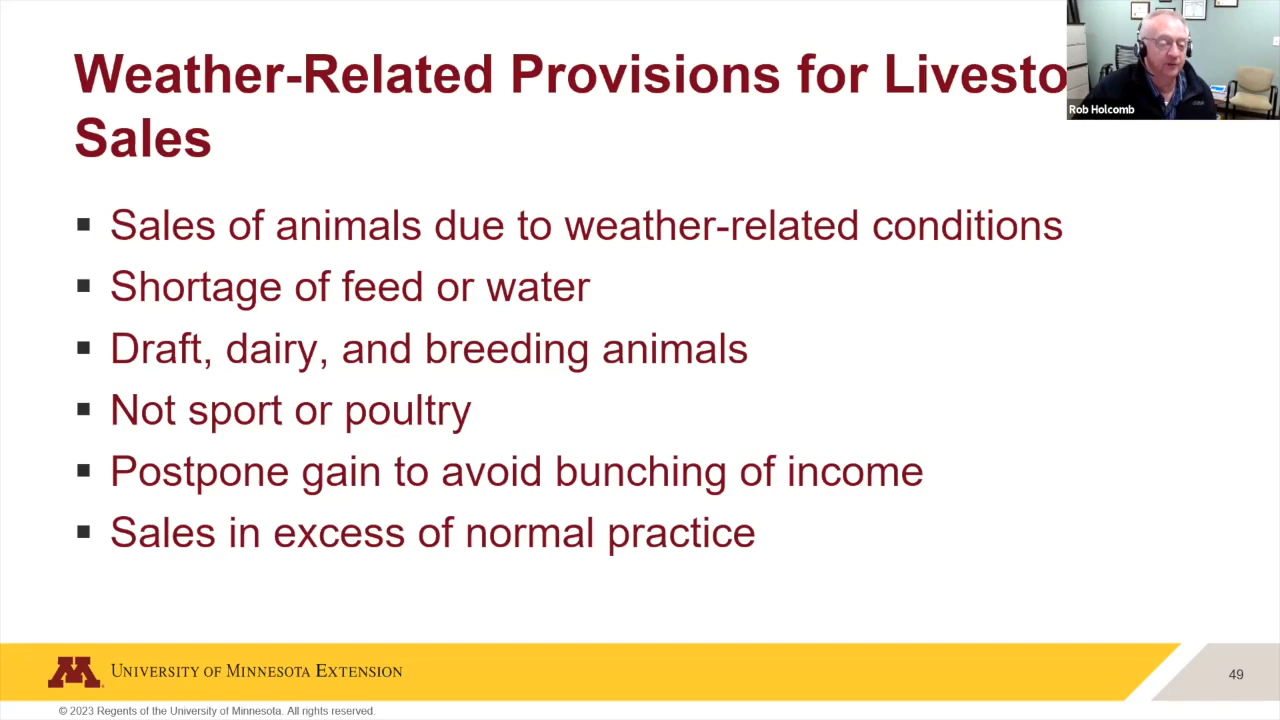 Weather-Related Provisions for Livesto
Sales
Rob Holcomb
▪ Sales of animals due to weather-related conditions
▪ Shortage of feed or water
▪ Draft, dairy, and breeding animals
▪ Not sport or poultry
▪ Postpone gain to avoid bunching of income
▪ Sales in excess of normal practice
M
UNIVERSITY OF MINNESOTA EXTENSION
49
© 2023 Regents of the University of Minnesota. All rights reserved.